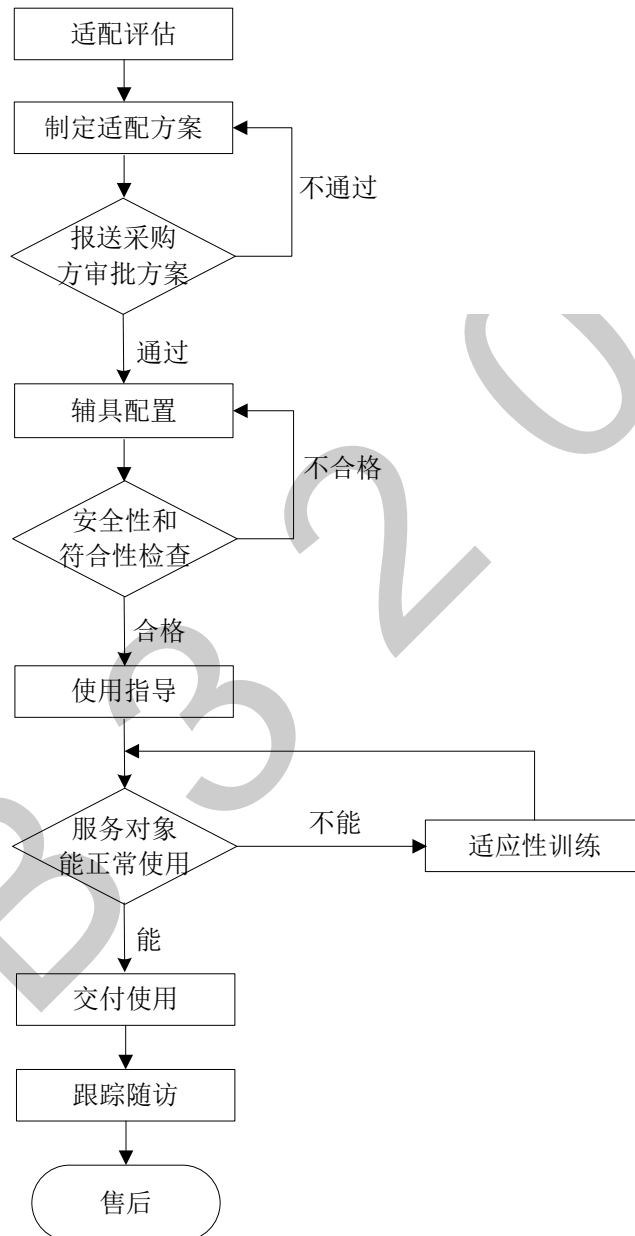 适配评估
制定适配方案
不通过
报送采购
方审批方案
通过
辅具配置
不合格
安全性和
符合性检查
合格
使用指导
服务对象
能正常使用
不能
适应性训练
能
交付使用
跟踪随访
售后
B320